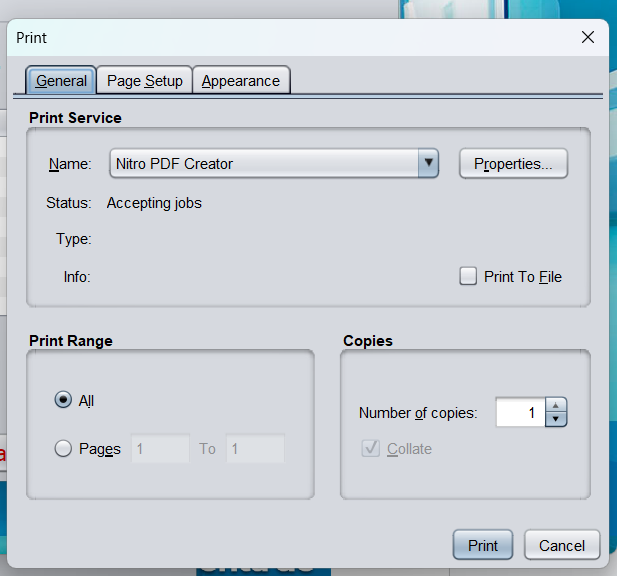 Print
General Page Setup Appearance
Print Service
Name: Nitro PDF Creator Properties...
Status: Accepting jobs
Type:
Info: Print To File
Print Range
All
Pages 1 To 1
Copies
Number of copies: 1
Collate
Print Cancel